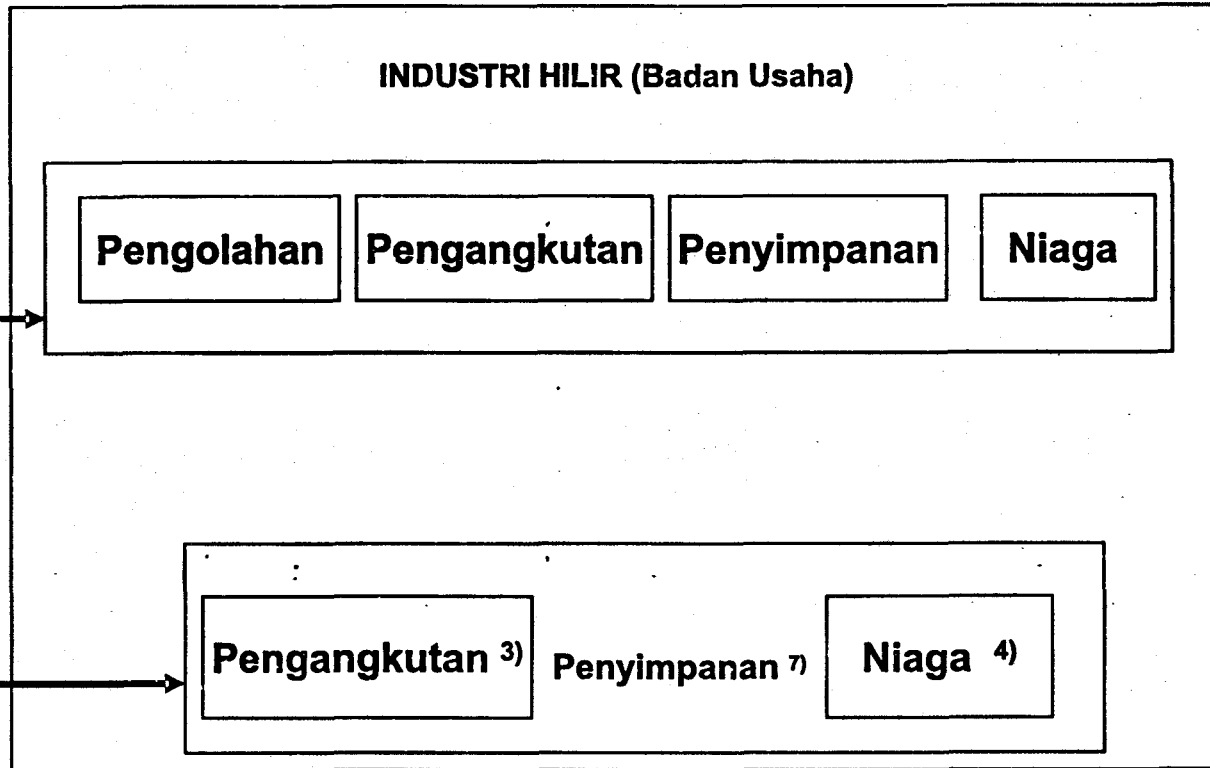 INDUSTRI HILIR (Badan Usaha)
Pengolahan Pengangkutan Penyimpanan Niaga
Pengangkutan 3) Penyimpanan 7) Niaga 4)